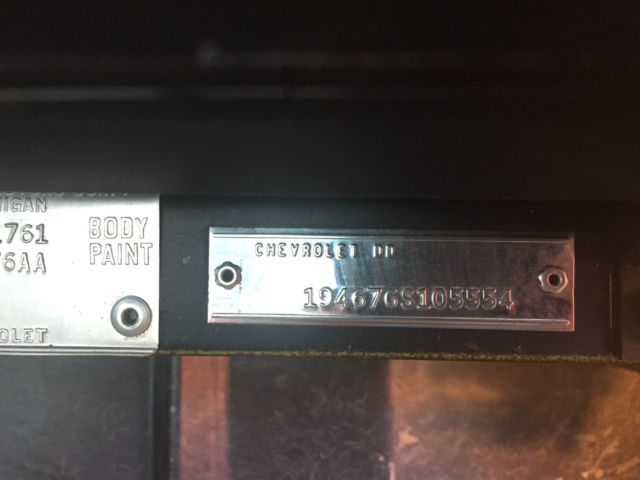 HIGAN
1761
6AA
BODY
PAINT
OLET
CHEVROLET DD
194676S105554